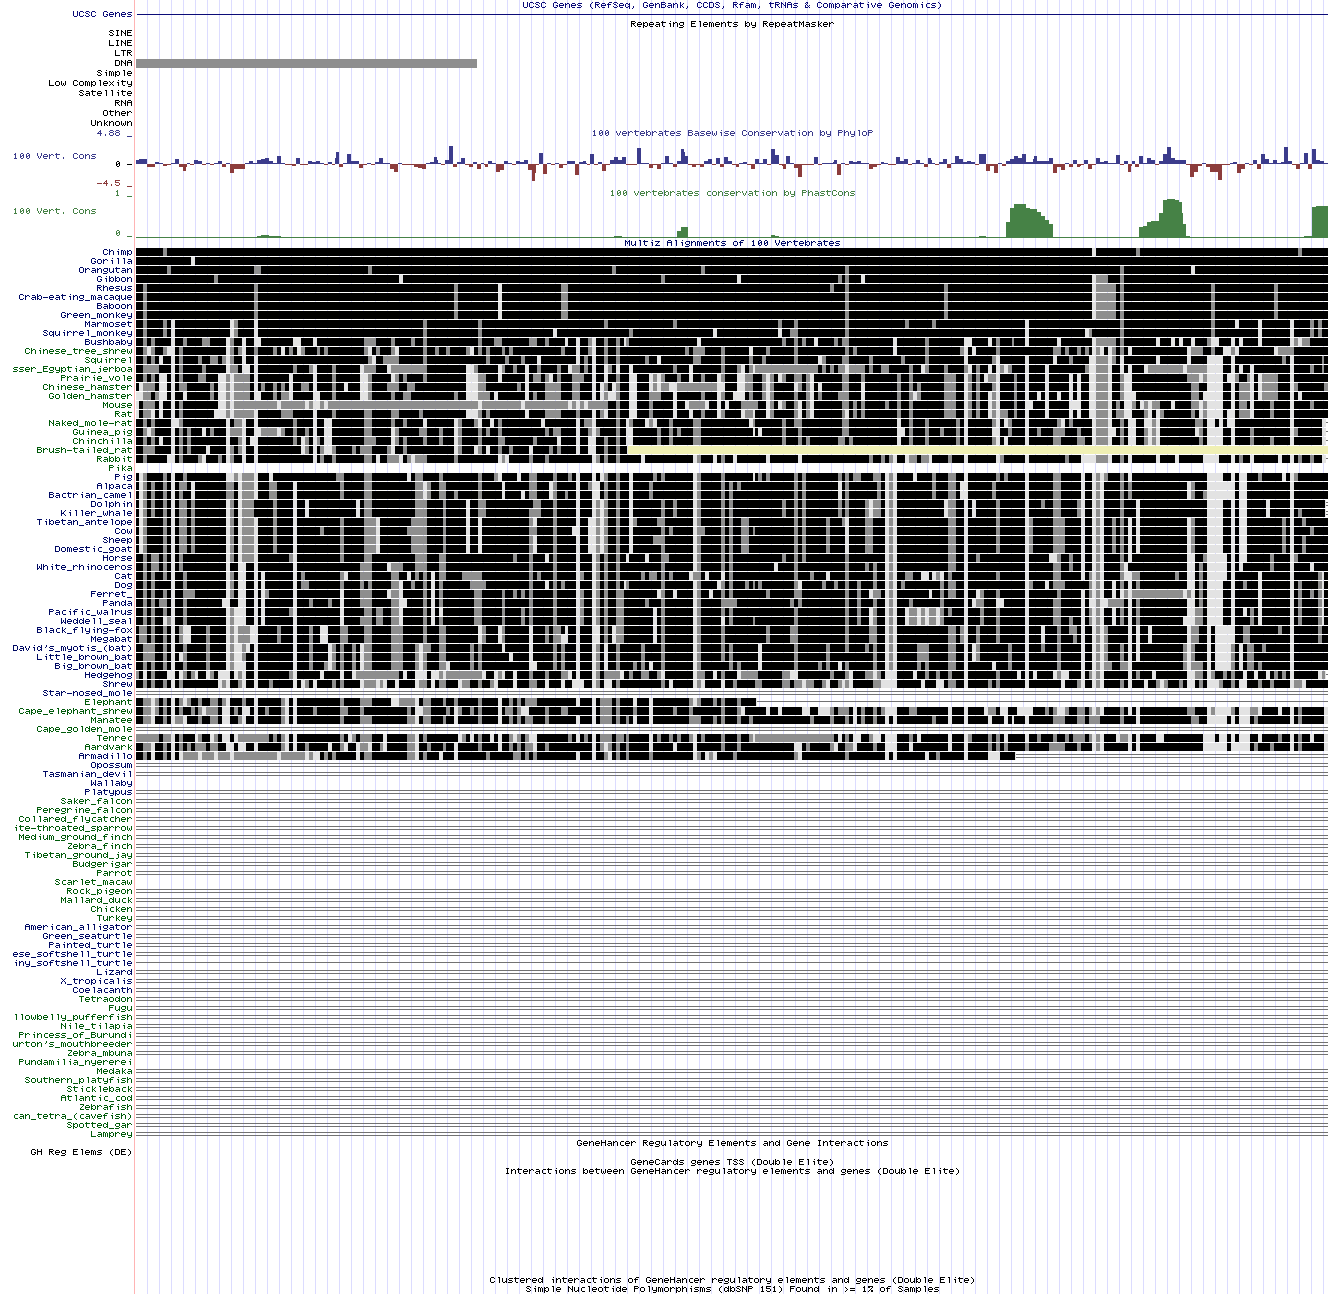 UCSC Genes (RefSeq, GenBank, CCDS, Rfam, tRNAs & Comparative Genomics)
UCSC Genes
Repeating Elements by RepeatMasker
SINE
LINE
LTR
DNA
Simple
Low Complexity
Satellite
RNA
Other
Unknown
4.88 _
100 vertebrates Basewise Conservation by PhyloP
100 Vert. Cons
0 _
-4.5 _
100 vertebrates conservation by PhastCons
1 _
100 Vert. Cons
0 _
Multiz Alignments of 100 Vertebrates
Chimp
Gorilla
Orangutan
Gibbon
Rhesus
Crab-eating_macaque
Baboon
Green_monkey
Marmoset
Squirrel_monkey
Bushbaby
Chinese_tree_shrew
Squirrel
sser_Egyptian_jerboa
Prairie_vole
Chinese_hamster
Golden_hamster
Mouse
Rat
Naked_mole-rat
Guinea_pig
Chinchilla
Brush-tailed_rat
Rabbit
Pika
Pig
Alpaca
Bactrian_camel
Dolphin
Killer_whale
Tibetan_antelope
Cow
Sheep
Domestic_goat
Horse
White_rhinoceros
Cat
Dog
Ferret_
Panda
Pacific_walrus
Weddell_seal
Black_flying-fox
Megabat
David's_myotis_(bat)
Little_brown_bat
Big_brown_bat
Hedgehog
Shrew
Star-nosed_mole
Elephant
Cape_elephant_shrew
Manatee
Cape_golden_mole
Tenrec
Aardvark
Armadillo
Opossum
Tasmanian_devil
Wallaby
Platypus
Saker_falcon
Peregrine_falcon
Collared_flycatcher
ite-throated_sparrow
Medium_ground_finch
Zebra_finch
Tibetan_ground_jay
Budgerigar
Parrot
Scarlet_macaw
Rock_pigeon
Mallard_duck
Chicken
Turkey
American_alligator
Green_seaturtle
Painted_turtle
ese_softshell_turtle
iny_softshell_turtle
Lizard
X_tropicalis
Coelacanth
Tetraodon
Fugu
llowbelly_pufferfish
Nile_tilapia
Princess_of_Burundi
urton's_mouthbreeder
Zebra_mbuna
Pundamilia_nyererei
Medaka
Southern_platyfish
Stickleback
Atlantic_cod
Zebrafish
can_tetra_(cavefish)
Spotted_gar
Lamprey
GeneHancer Regulatory Elements and Gene Interactions
GH Reg Elems (DE)
GeneCards genes TSS (Double Elite)
Interactions between GeneHancer regulatory elements and genes (Double Elite)
Clustered interactions of GeneHancer regulatory elements and genes (Double Elite)
Simple Nucleotide Polymorphisms (dbSNP 151) Found in >= 1% of Samples